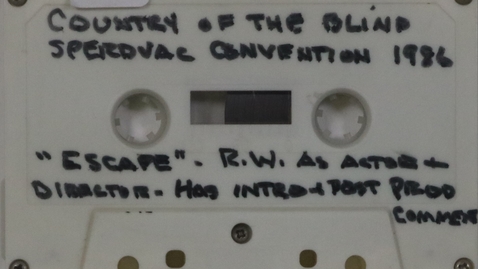 COUNTRY OF THE BLIND
SPERDVAC CONVENTION 1986
"ESCAPE". R.W. AS ACTOR +
DIRECTOR - HAS INTRO + POST PROD
COMMENT